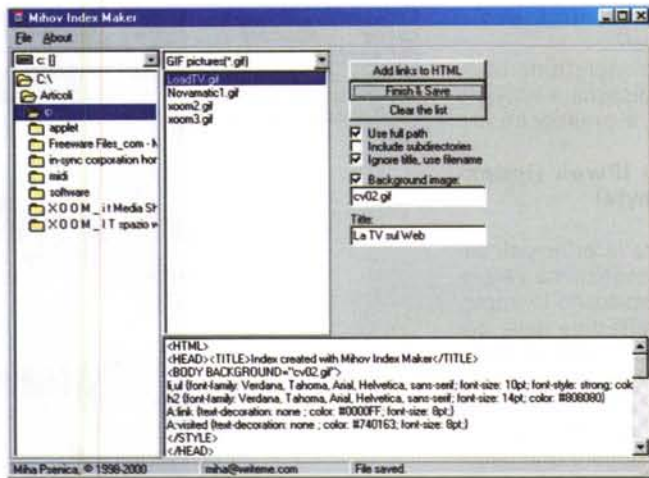 Mihov Index Maker
File About
c: []
C:\
Articoli
applet
Freeware Files_com - M
in-sync corporation hor
midi
software
X O O M _ i t Media Sh
X O O M _ I T spazio w
GIF pictures(*.gif)
LoadTV.gif
Novamatic1.gif
xoom2.gif
xoom3.gif
Add links to HTML
Finish & Save
Clear the list
Use full path
Include subdirectories
Ignore title, use filename
Background image:
cv02.gif
Title:
La TV sul Web
<HTML>
<HEAD><TITLE>Index created with Mihov Index Maker</TITLE>
<BODY BACKGROUND="cv02.gif">
li,ul {font-family: Verdana, Tahoma, Arial, Helvetica, sans-serif; font-size: 10pt; font-style: strong; col
h2 {font-family: Verdana, Tahoma, Arial, Helvetica, sans-serif; font-size: 14pt; color: #808080}
A:link {text-decoration: none ; color: #0000FF; font-size: 8pt;}
A:visited {text-decoration: none ; color: #740163; font-size: 8pt;}
</STYLE>
</HEAD>
Miha Psenica, © 1998-2000 miha@writeme.com File saved.